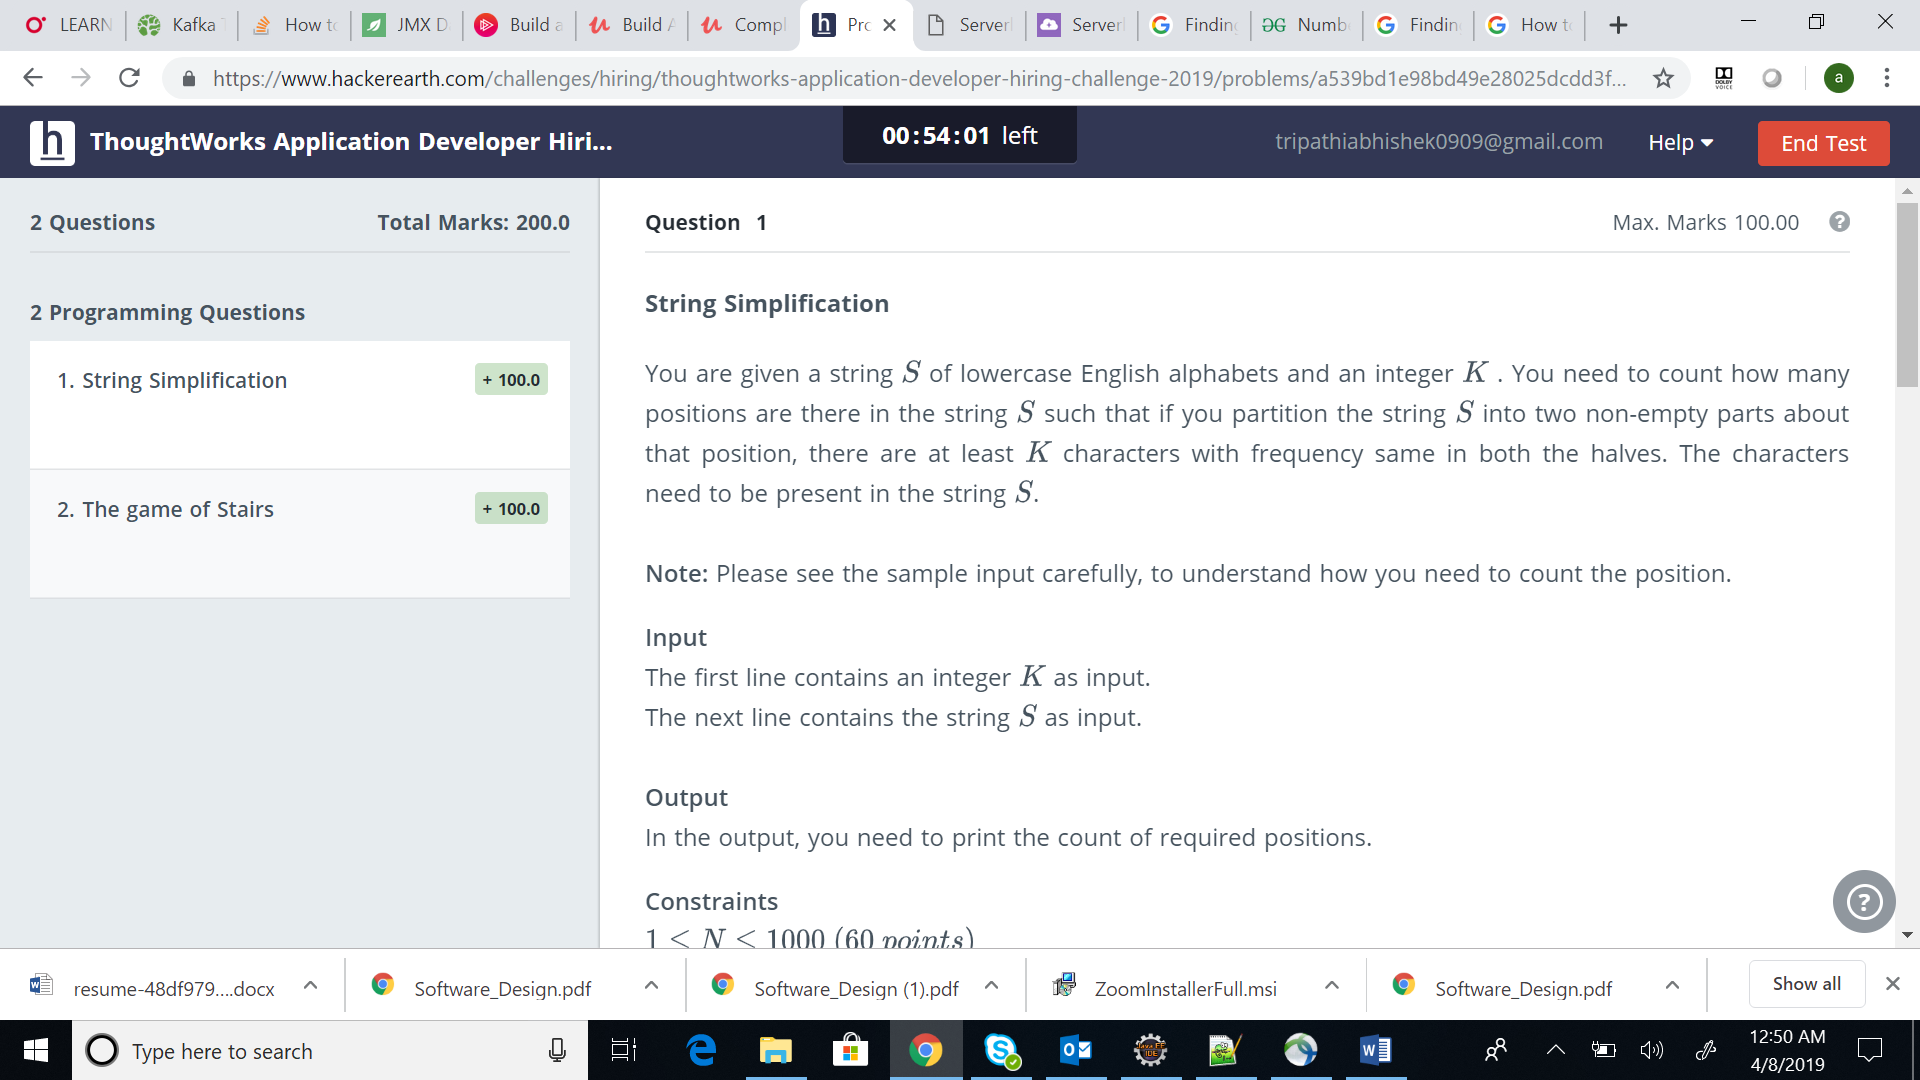 LEARN
Kafka
How to
JMX D
Build a
Build A
Compl
Pro
Server
Server
Finding
Numb
Finding
How to
https://www.hackerearth.com/challenges/hiring/thoughtworks-application-developer-hiring-challenge-2019/problems/a539bd1e98bd49e28025dcdd3f...
DOLBY VOICE
a
h ThoughtWorks Application Developer Hiri...
00:54:01 left
tripathiabhishek0909@gmail.com
Help
End Test
2 Questions
Total Marks: 200.0
2 Programming Questions
1. String Simplification
+ 100.0
2. The game of Stairs
+ 100.0
Question 1
Max. Marks 100.00
?
String Simplification
You are given a string S of lowercase English alphabets and an integer K . You need to count how many
positions are there in the string S such that if you partition the string S into two non-empty parts about
that position, there are at least K characters with frequency same in both the halves. The characters
need to be present in the string S.
Note: Please see the sample input carefully, to understand how you need to count the position.
Input
The first line contains an integer K as input.
The next line contains the string S as input.
Output
In the output, you need to print the count of required positions.
Constraints
1 ≤ N ≤ 1000 (60 points)
?
resume-48df979....docx
Software_Design.pdf
Software_Design (1).pdf
ZoomInstallerFull.msi
Software_Design.pdf
Show all
Type here to search
12:50 AM
4/8/2019